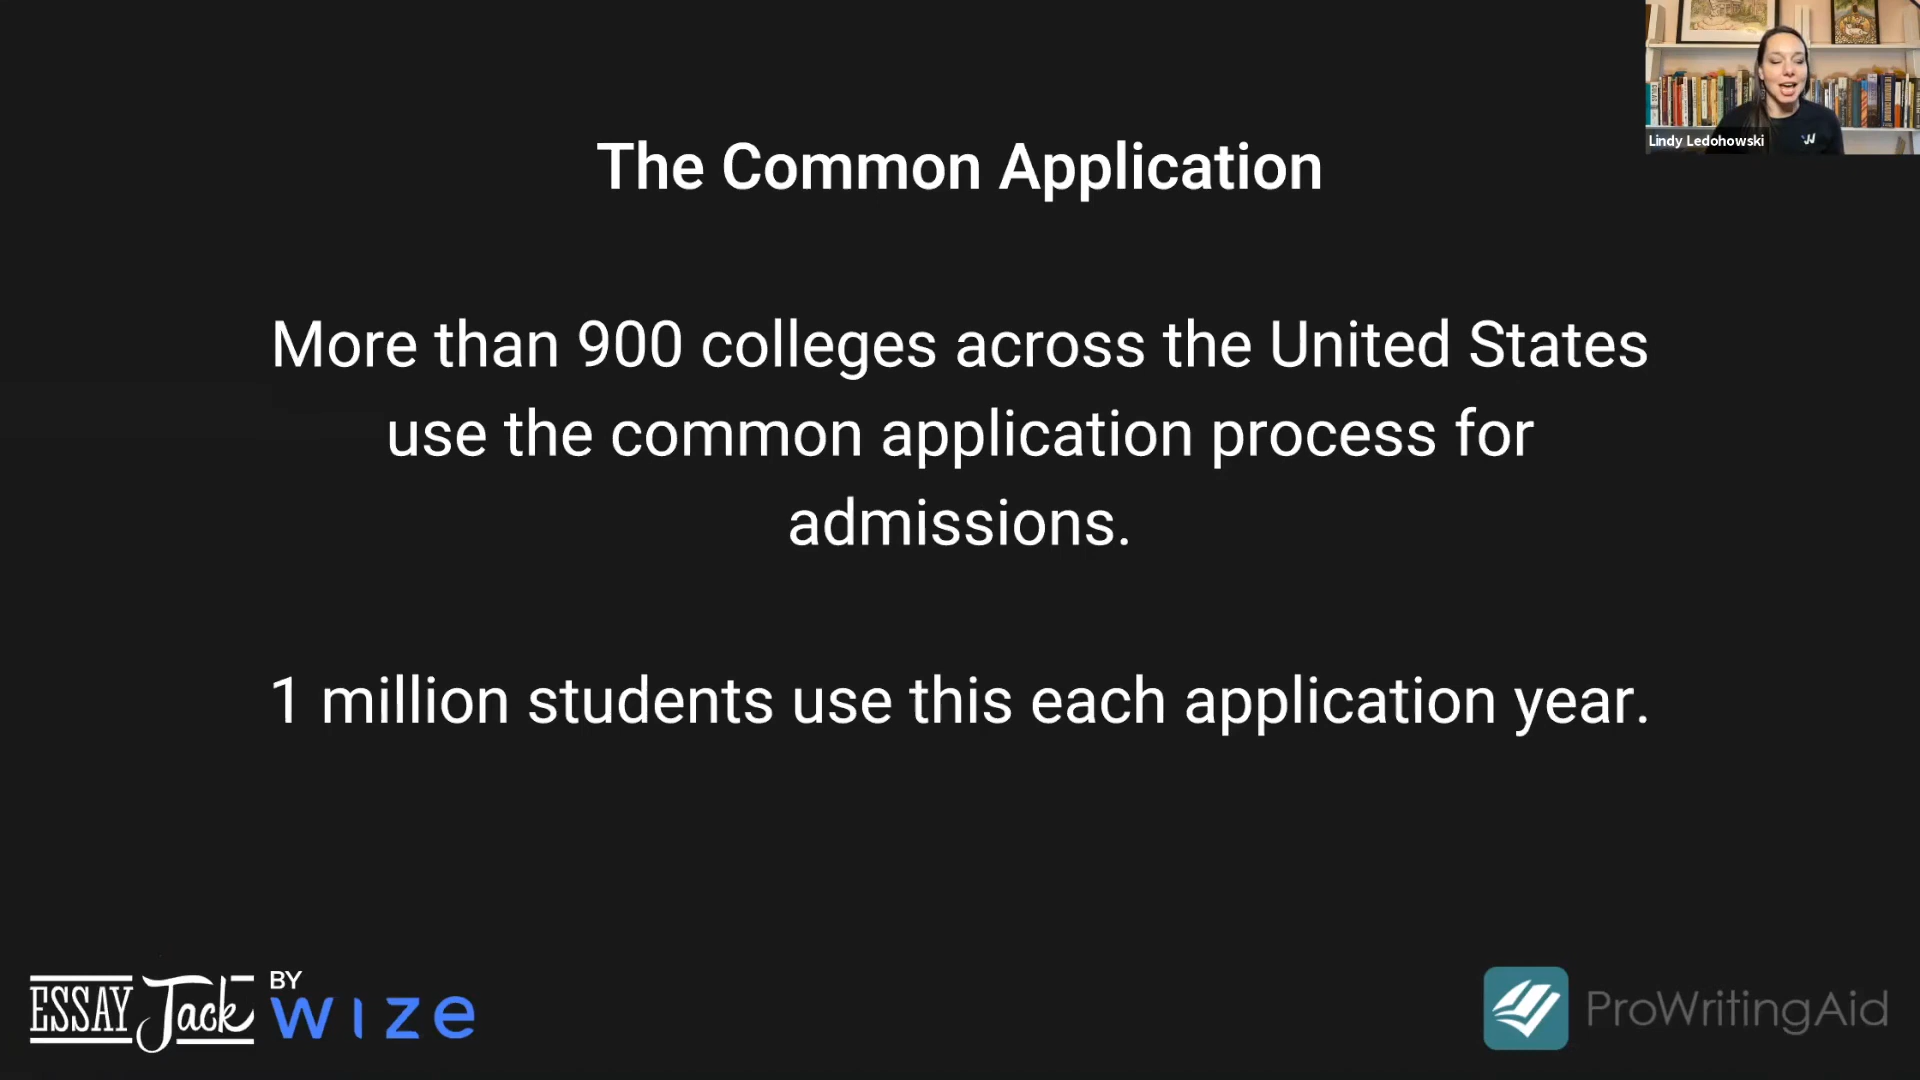 Lindy Ledohowski
The Common Application
More than 900 colleges across the United States
use the common application process for
admissions.
1 million students use this each application year.
ESSAY Jack BY
wize
ProWritingAid